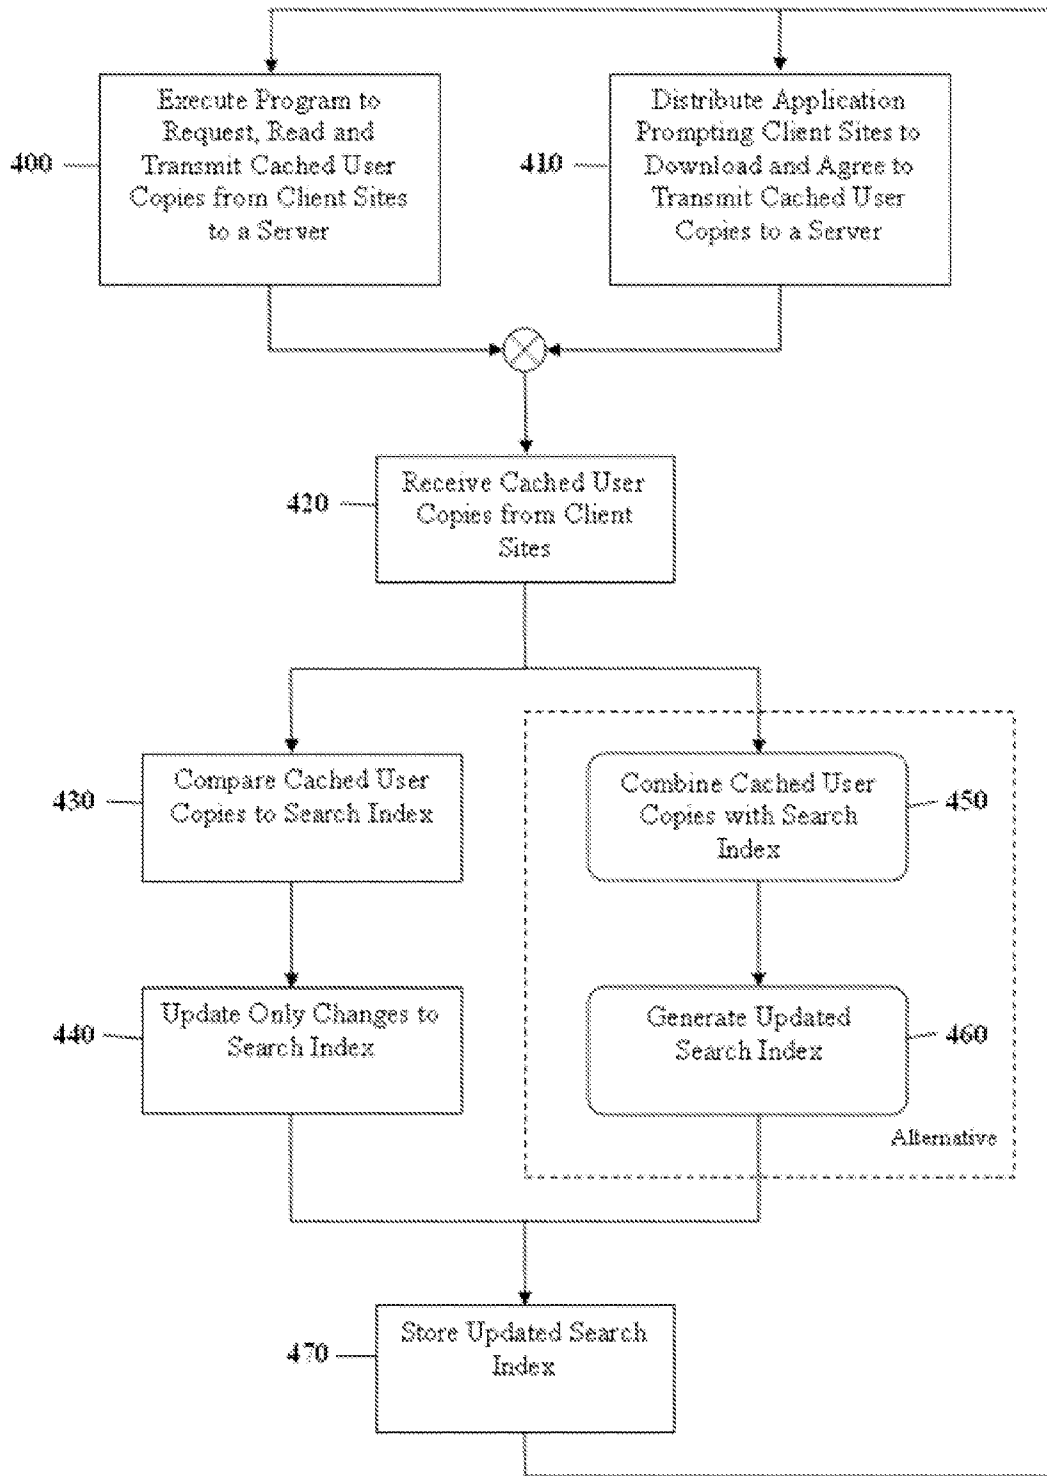 Execute Program to
Request, Read and
Transmit Cached User
Copies from Client Sites
to a Server
400
Distribute Application
Prompting Client Sites to
Download and Agree to
Transmit Cached User
Copies to a Server
410
Receive Cached User
Copies from Client
Sites
420
Compare Cached User
Copies to Search Index
430
Combine Cached User
Copies with Search
Index
450
Update Only Changes to
Search Index
440
Generate Updated
Search Index
460
Alternative
Store Updated Search
Index
470